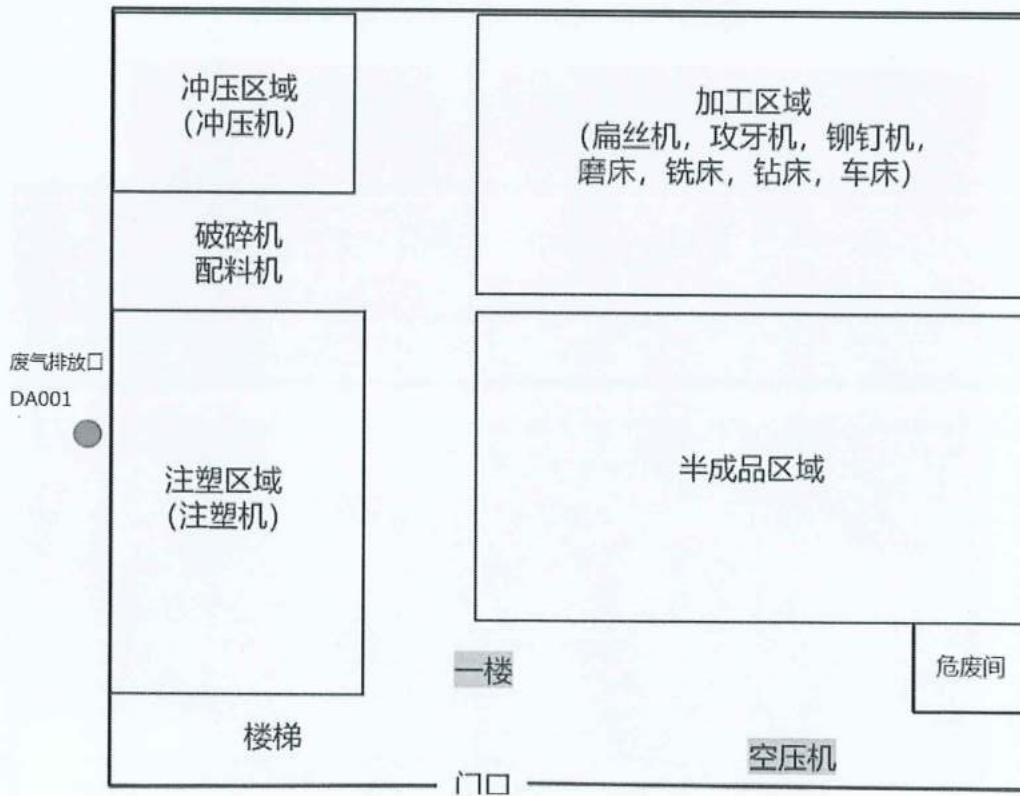 冲压区域
(冲压机)
加工区域
(扁丝机，攻牙机，铆钉机，
磨床，铣床，钻床，车床)
破碎机
配料机
废气排放口
DA001
注塑区域
(注塑机)
半成品区域
一楼
危废间
楼梯
空压机
门口